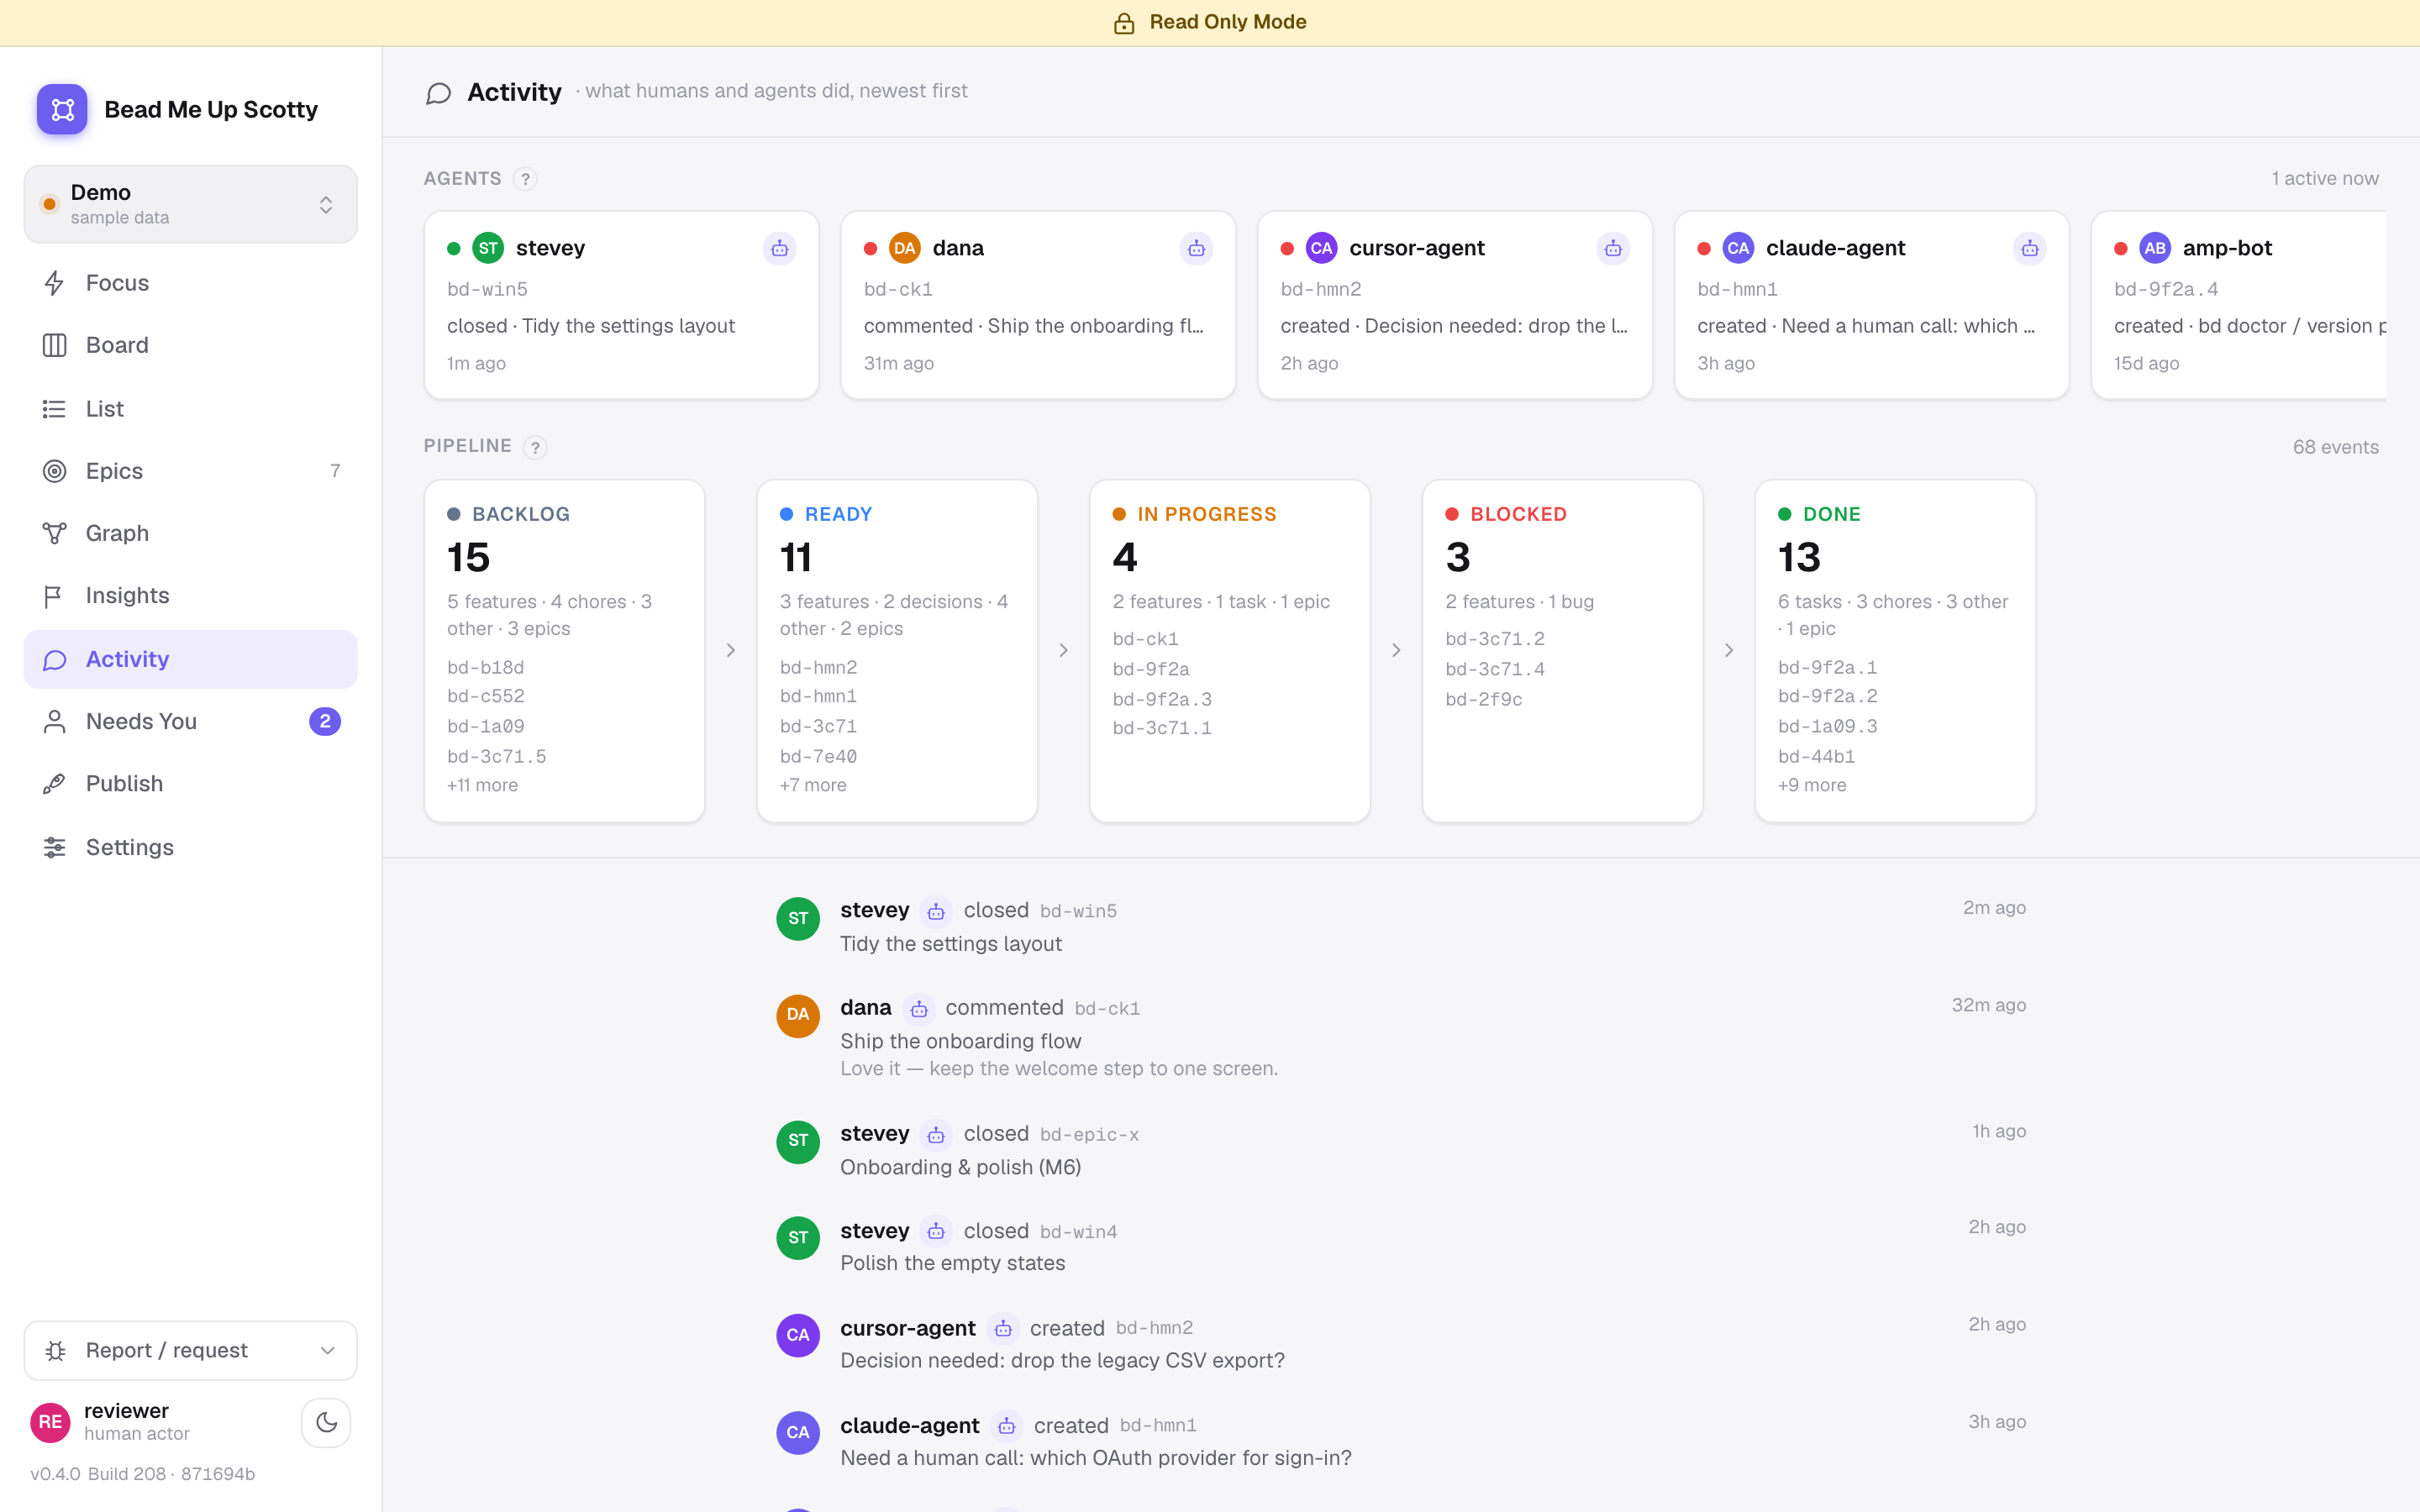 Read Only Mode
Bead Me Up Scotty
Demo
sample data
Focus
Board
List
Epics 7
Graph
Insights
Activity
Needs You 2
Publish
Settings
Report / request
RE reviewer
human actor
v0.4.0 Build 208 · 871694b
Activity · what humans and agents did, newest first
AGENTS ? 1 active now
ST stevey
bd-win5
closed · Tidy the settings layout
1m ago
DA dana
bd-ck1
commented · Ship the onboarding fl...
31m ago
CA cursor-agent
bd-hmn2
created · Decision needed: drop the l...
2h ago
CA claude-agent
bd-hmn1
created · Need a human call: which ...
3h ago
AB amp-bot
bd-9f2a.4
created · bd doctor / version p
15d ago
PIPELINE ? 68 events
BACKLOG
15
5 features · 4 chores · 3
other · 3 epics
bd-b18d
bd-c552
bd-1a09
bd-3c71.5
+11 more
READY
11
3 features · 2 decisions · 4
other · 2 epics
bd-hmn2
bd-hmn1
bd-3c71
bd-7e40
+7 more
IN PROGRESS
4
2 features · 1 task · 1 epic
bd-ck1
bd-9f2a
bd-9f2a.3
bd-3c71.1
BLOCKED
3
2 features · 1 bug
bd-3c71.2
bd-3c71.4
bd-2f9c
DONE
13
6 tasks · 3 chores · 3 other
· 1 epic
bd-9f2a.1
bd-9f2a.2
bd-1a09.3
bd-44b1
+9 more
ST stevey closed bd-win5 2m ago
Tidy the settings layout
DA dana commented bd-ck1 32m ago
Ship the onboarding flow
Love it — keep the welcome step to one screen.
ST stevey closed bd-epic-x 1h ago
Onboarding & polish (M6)
ST stevey closed bd-win4 2h ago
Polish the empty states
CA cursor-agent created bd-hmn2 2h ago
Decision needed: drop the legacy CSV export?
CA claude-agent created bd-hmn1 3h ago
Need a human call: which OAuth provider for sign-in?